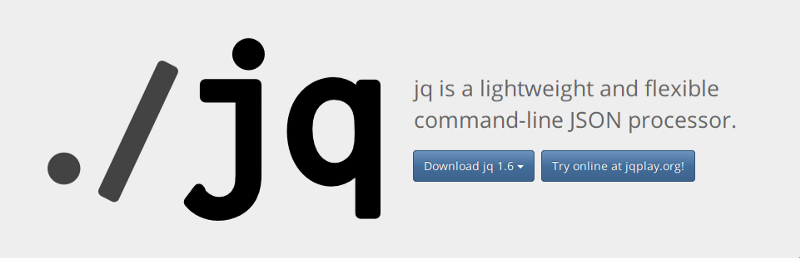 ./jq
jq is a lightweight and flexible
command-line JSON processor.
Download jq 1.6
Try online at jqplay.org!